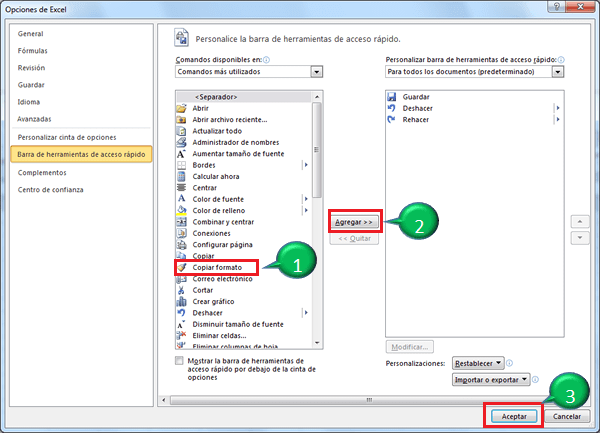 Opciones de Excel
General
Fórmulas
Revisión
Guardar
Idioma
Avanzadas
Personalizar cinta de opciones
Barra de herramientas de acceso rápido
Complementos
Centro de confianza
Personalice la barra de herramientas de acceso rápido.
Comandos disponibles en:
Comandos más utilizados
<Separador>
Abrir
Abrir archivo reciente...
Actualizar todo
Administrador de nombres
Aumentar tamaño de fuente
Bordes
Calcular ahora
Centrar
Color de fuente
Color de relleno
Combinar y centrar
Conexiones
Configurar página
Copiar
Copiar formato
Correo electrónico
Cortar
Crear gráfico
Deshacer
Disminuir tamaño de fuente
Eliminar celdas...
Eliminar columnas de hoja
1
Mostrar la barra de herramientas de
acceso rápido por debajo de la cinta de
opciones
Agregar >>
<< Quitar
2
Personalizar barra de herramientas de acceso rápido:
Para todos los documentos (predeterminado)
Guardar
Deshacer
Rehacer
Modificar...
Personalizaciones:
Restablecer
Importar o exportar
3
Aceptar
Cancelar